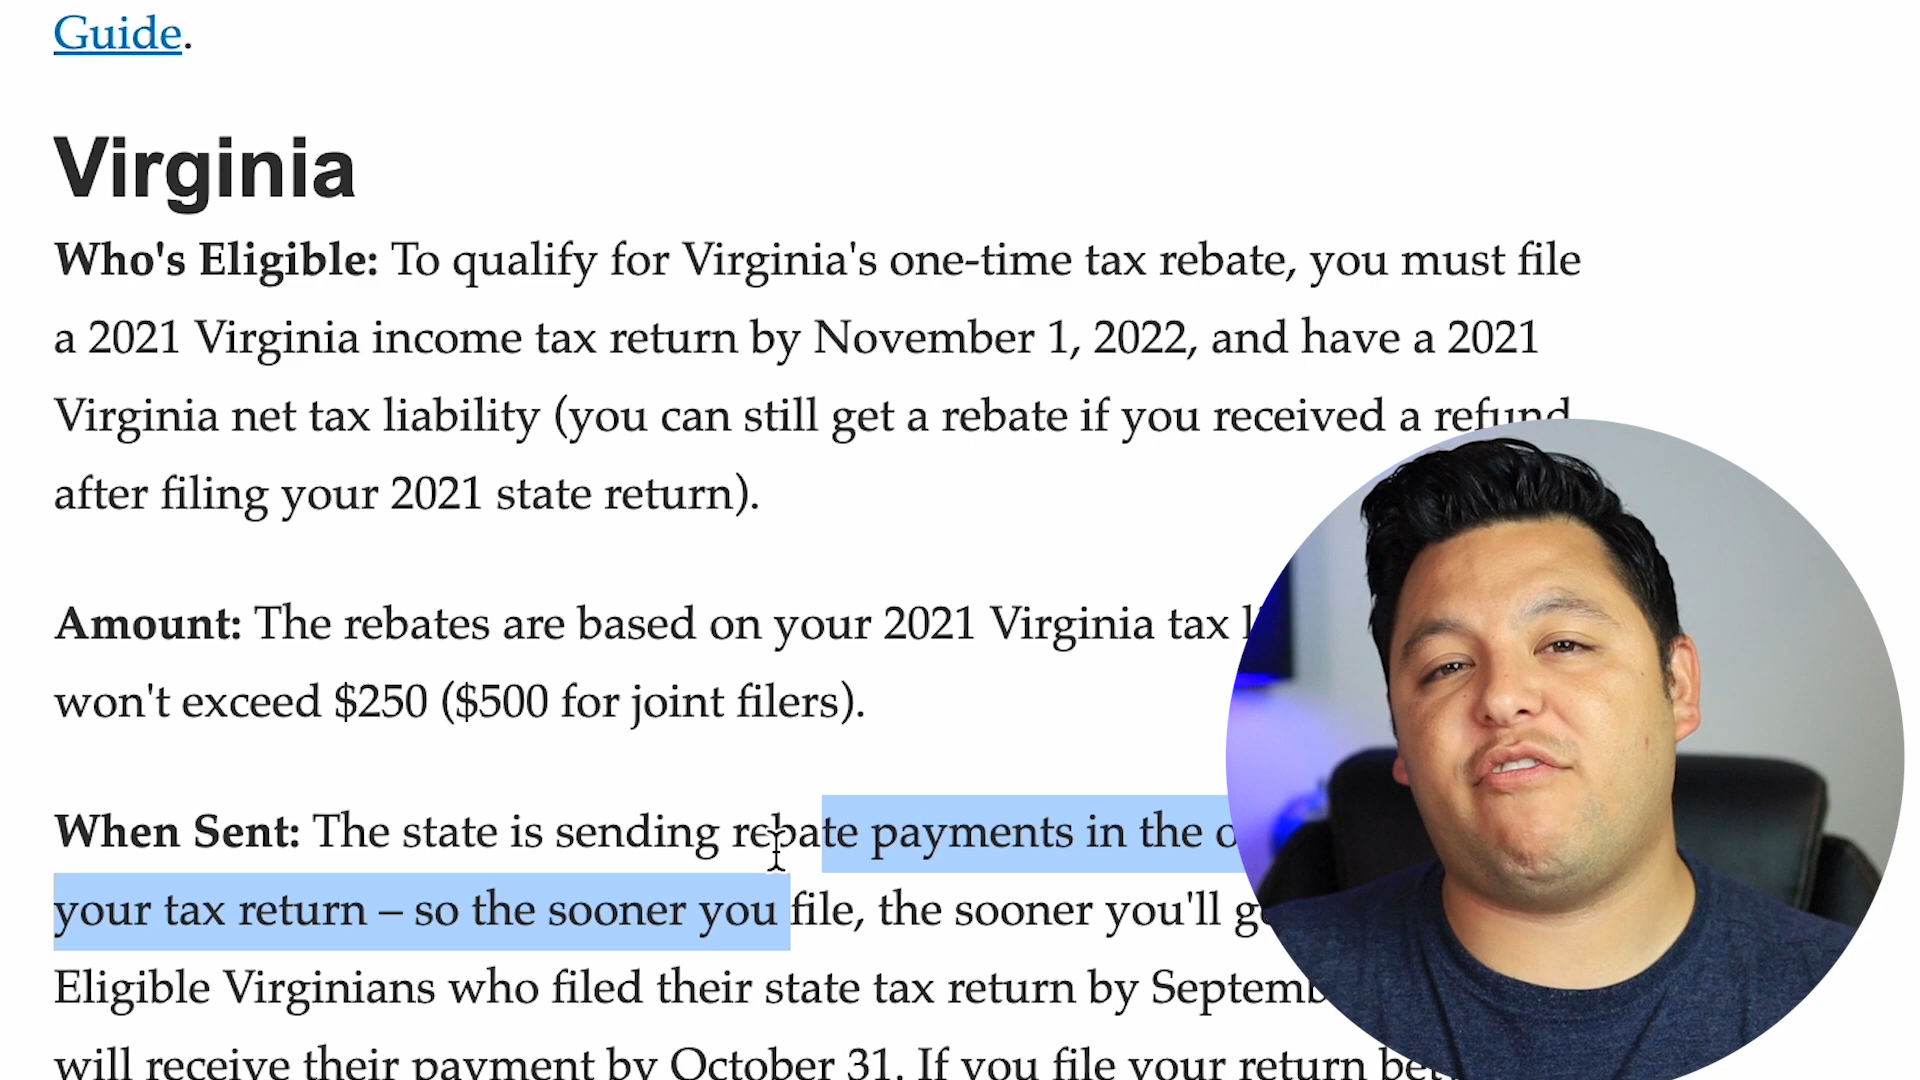 Guide.
Virginia
Who's Eligible: To qualify for Virginia's one-time tax rebate, you must file
a 2021 Virginia income tax return by November 1, 2022, and have a 2021
Virginia net tax liability (you can still get a rebate if you received a refund
after filing your 2021 state return).
Amount: The rebates are based on your 2021 Virginia tax
won't exceed $250 ($500 for joint filers).
When Sent: The state is sending rebate payments in the
your tax return – so the sooner you file, the sooner you'll
Eligible Virginians who filed their state tax return by
will receive their payment by October 31. If you file your return